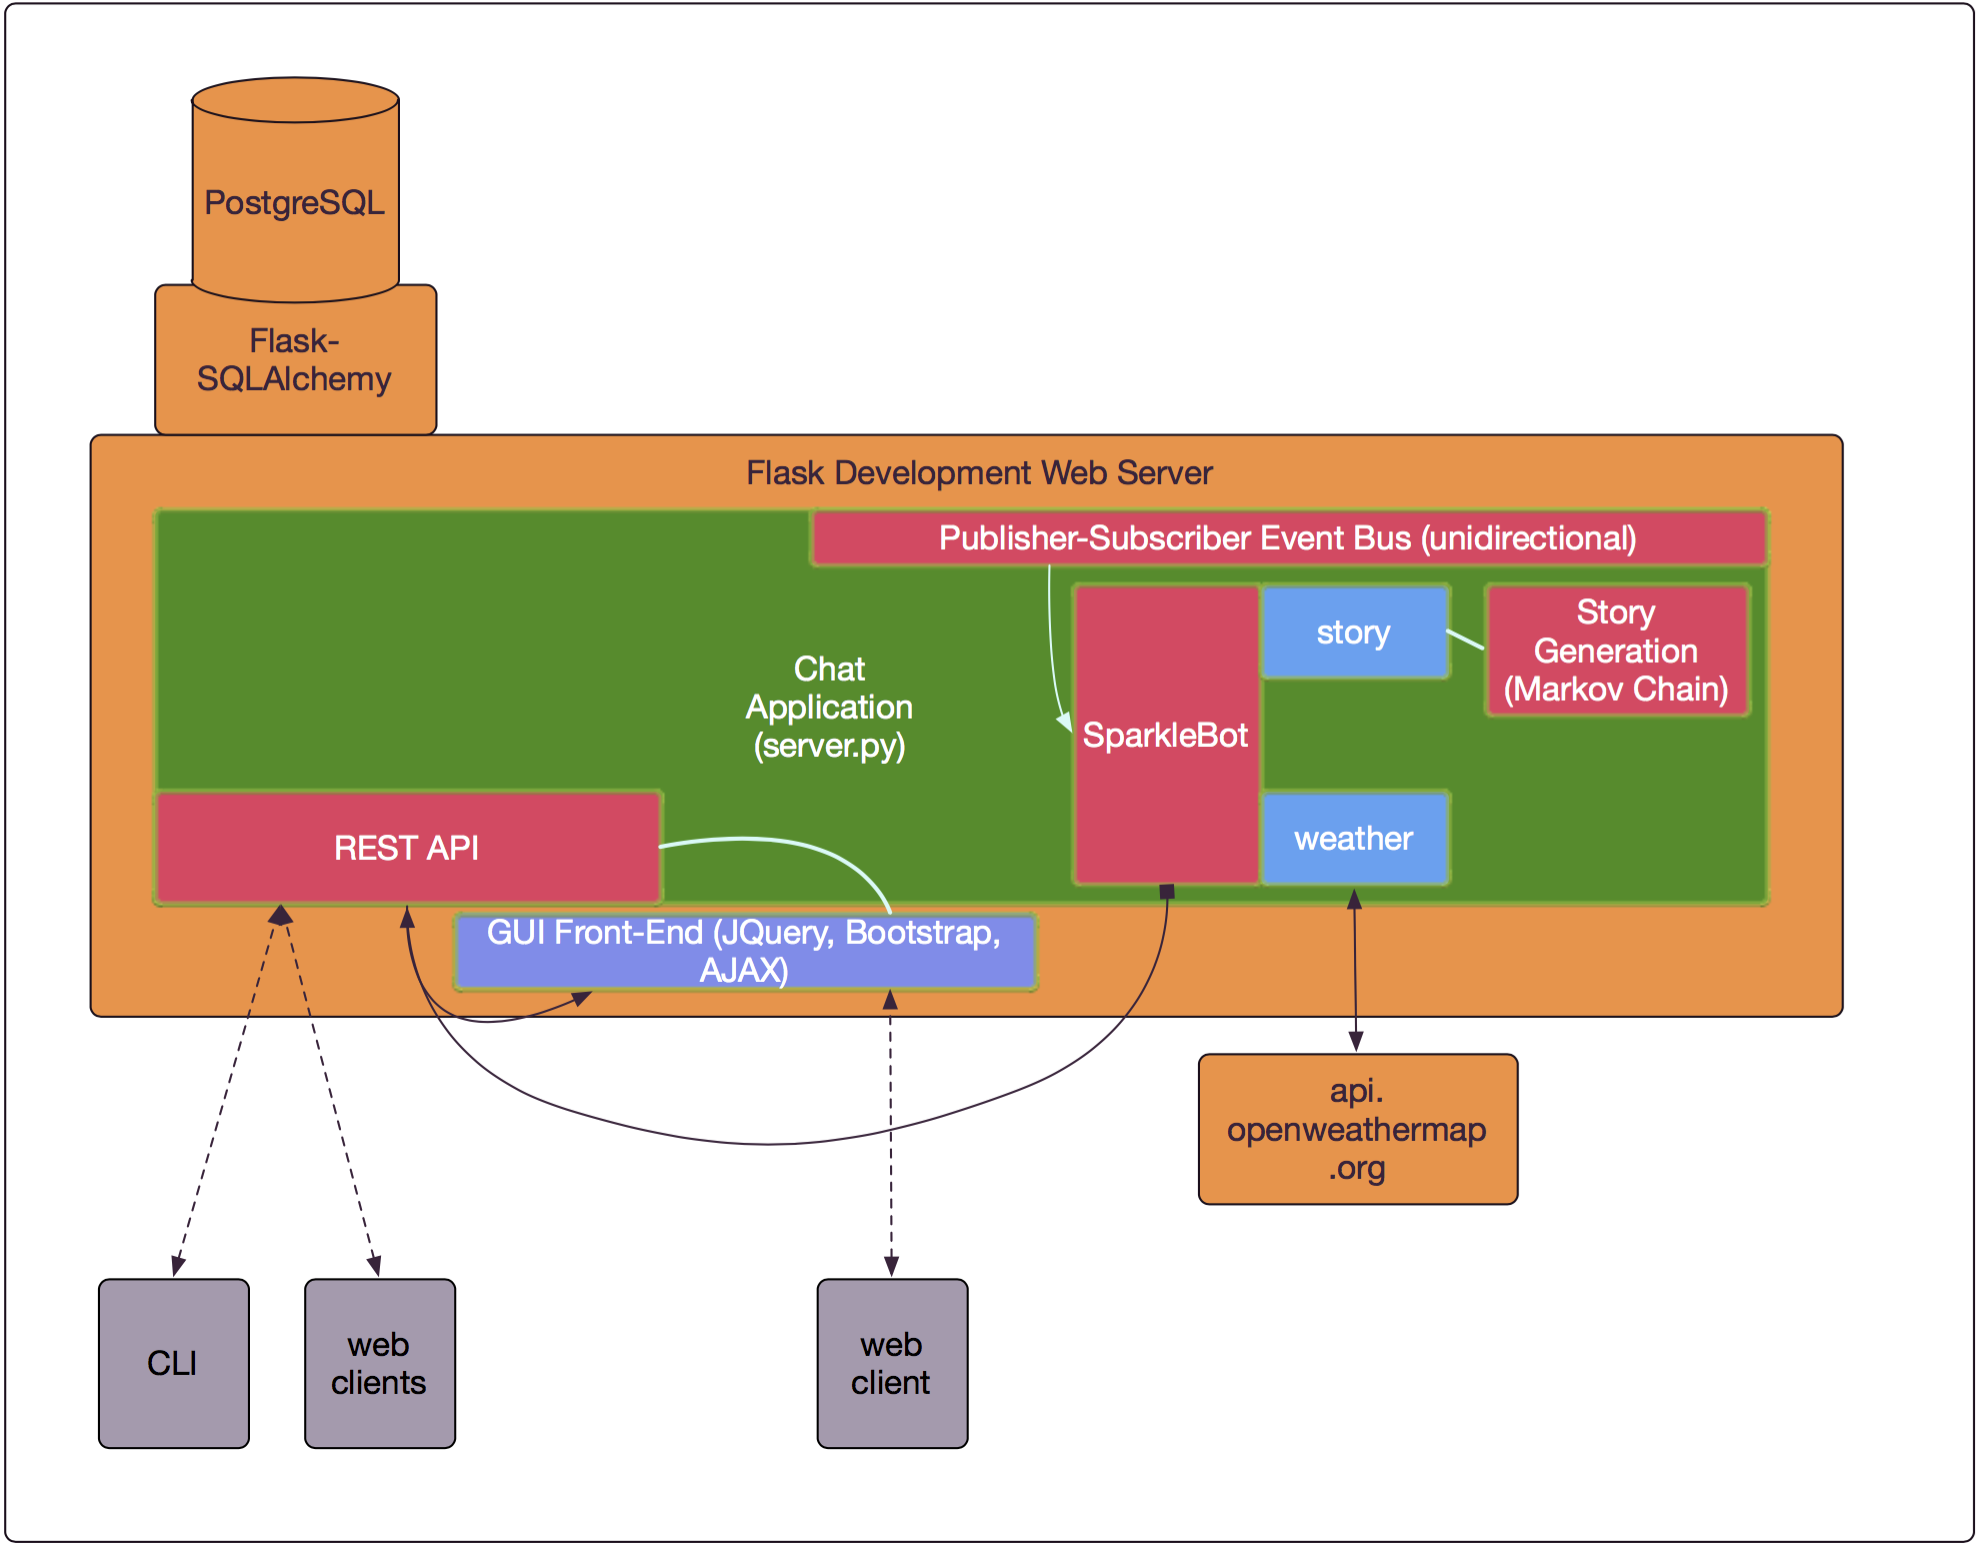 PostgreSQL
Flask-
SQLAlchemy
Flask Development Web Server
Publisher-Subscriber Event Bus (unidirectional)
Chat
Application
(server.py)
SparkleBot
story
Story
Generation
(Markov Chain)
weather
REST API
GUI Front-End (JQuery, Bootstrap,
AJAX)
api.
openweathermap
.org
CLI
web
clients
web
client